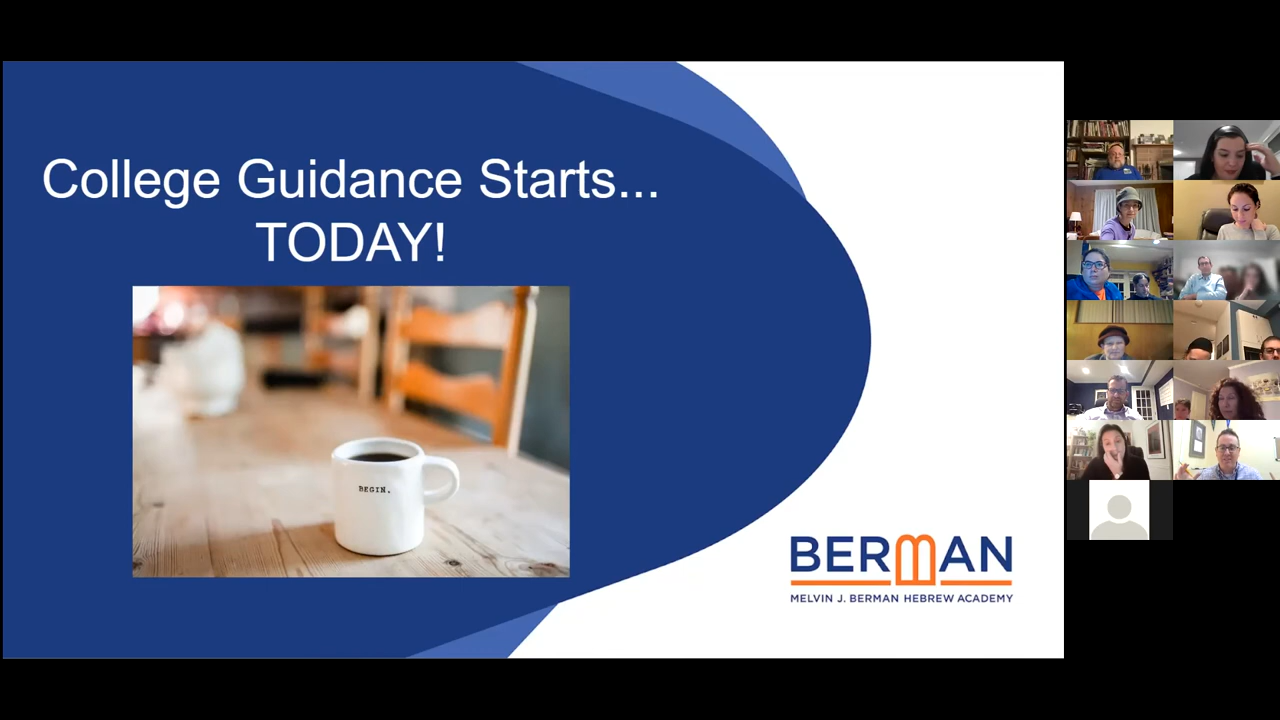 College Guidance Starts...
TODAY!
BEGIN.
BERMAN
MELVIN J. BERMAN HEBREW ACADEMY